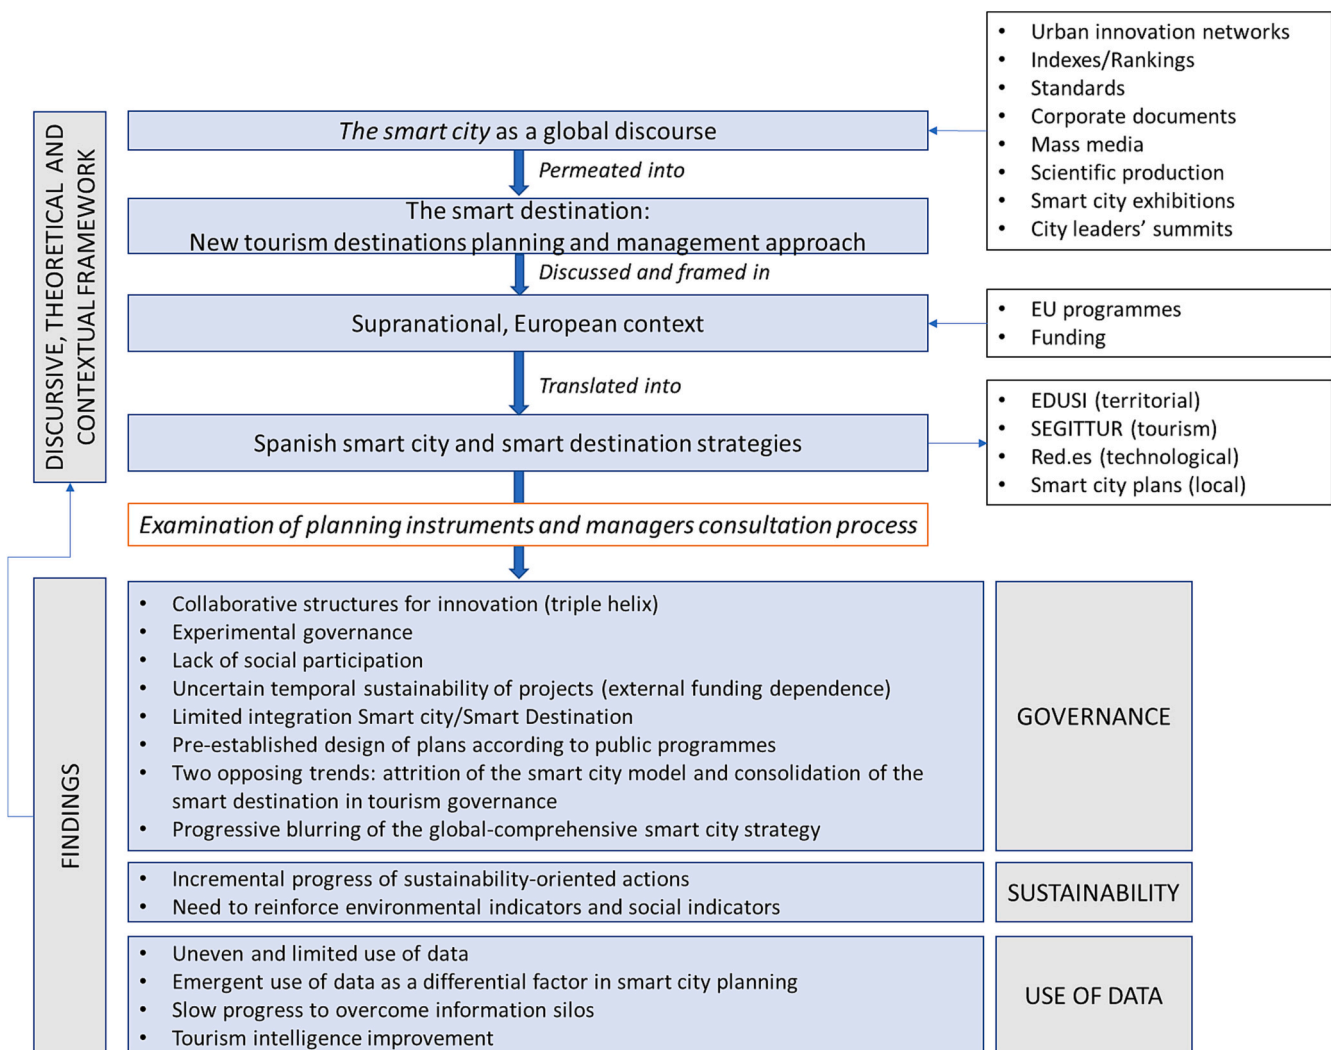 • Urban innovation networks
• Indexes/Rankings
• Standards
• Corporate documents
• Mass media
• Scientific production
• Smart city exhibitions
• City leaders’ summits
DISCURSIVE, THEORETICAL AND
CONTEXTUAL FRAMEWORK
The smart city as a global discourse
Permeated into
The smart destination:
New tourism destinations planning and management approach
Discussed and framed in
Supranational, European context
• EU programmes
• Funding
Translated into
Spanish smart city and smart destination strategies
• EDUSI (territorial)
• SEGITTUR (tourism)
• Red.es (technological)
• Smart city plans (local)
Examination of planning instruments and managers consultation process
FINDINGS
• Collaborative structures for innovation (triple helix)
• Experimental governance
• Lack of social participation
• Uncertain temporal sustainability of projects (external funding dependence)
• Limited integration Smart city/Smart Destination
• Pre-established design of plans according to public programmes
• Two opposing trends: attrition of the smart city model and consolidation of the
smart destination in tourism governance
• Progressive blurring of the global-comprehensive smart city strategy
GOVERNANCE
• Incremental progress of sustainability-oriented actions
• Need to reinforce environmental indicators and social indicators
SUSTAINABILITY
• Uneven and limited use of data
• Emergent use of data as a differential factor in smart city planning
• Slow progress to overcome information silos
• Tourism intelligence improvement
USE OF DATA